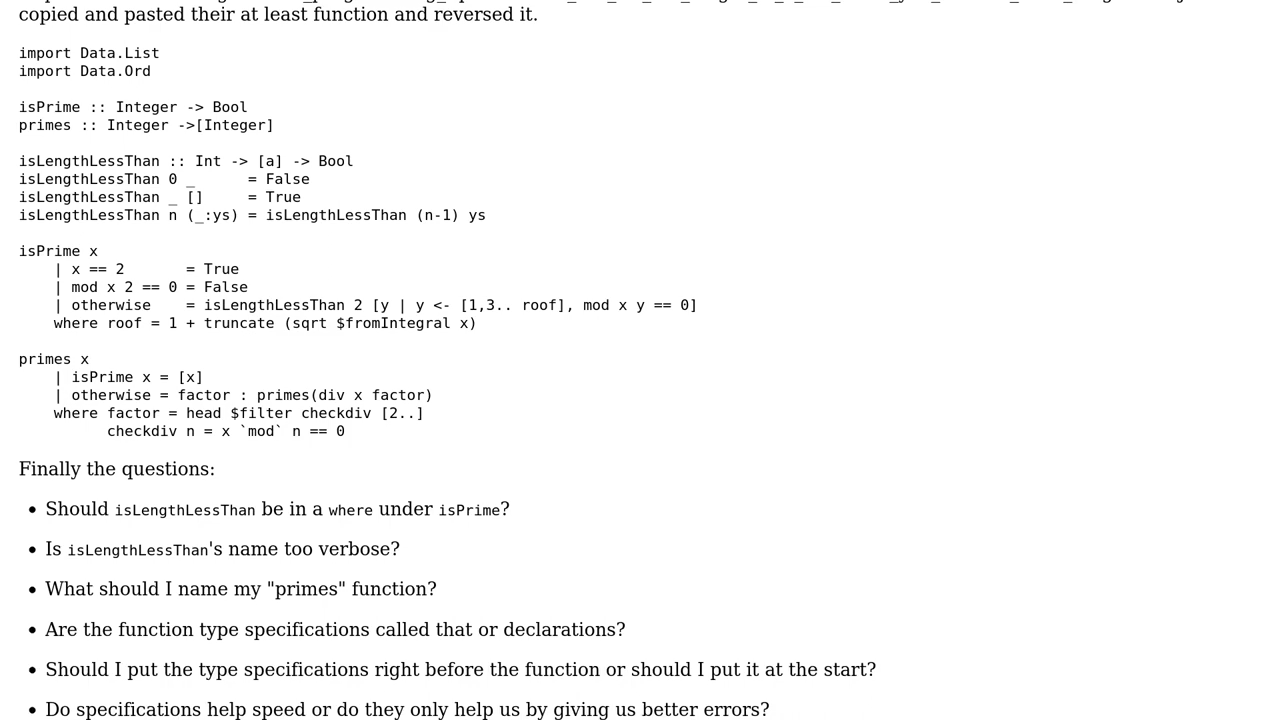 copied and pasted their at least function and reversed it.
import Data.List
import Data.Ord
isPrime :: Integer -> Bool
primes :: Integer ->[Integer]
isLengthLessThan :: Int -> [a] -> Bool
isLengthLessThan 0 _      = False
isLengthLessThan _ []     = True
isLengthLessThan n (_:ys) = isLengthLessThan (n-1) ys
isPrime x
    | x == 2       = True
    | mod x 2 == 0 = False
    | otherwise    = isLengthLessThan 2 [y | y <- [1,3.. roof], mod x y == 0]
    where roof = 1 + truncate (sqrt $fromIntegral x)
primes x
    | isPrime x = [x]
    | otherwise = factor : primes(div x factor)
    where factor = head $filter checkdiv [2..]
          checkdiv n = x `mod` n == 0
Finally the questions:
• Should isLengthLessThan be in a where under isPrime?
• Is isLengthLessThan's name too verbose?
• What should I name my "primes" function?
• Are the function type specifications called that or declarations?
• Should I put the type specifications right before the function or should I put it at the start?
• Do specifications help speed or do they only help us by giving us better errors?